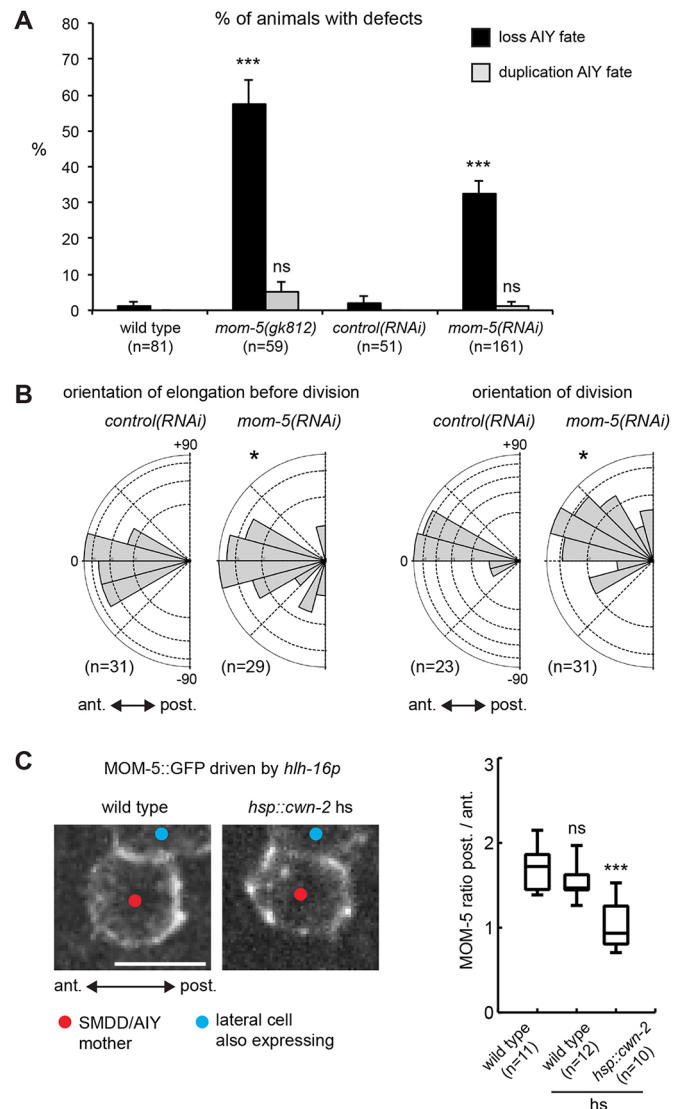 A
% of animals with defects
80
70
60
50
40
30
20
10
0
%
***
ns
***
ns
loss AIY fate
duplication AIY fate
wild type
(n=81)
mom-5(gk812)
(n=59)
control(RNAi)
(n=51)
mom-5(RNAi)
(n=161)
B
orientation of elongation before division
control(RNAi)
mom-5(RNAi)
+90
*
0
(n=31)
(n=29)
-90
ant. post.
orientation of division
control(RNAi)
mom-5(RNAi)
+90
*
0
(n=23)
(n=31)
-90
ant. post.
C
MOM-5::GFP driven by hlh-16p
wild type
hsp::cwn-2 hs
ant. post.
SMDD/AIY
mother
lateral cell
also expressing
MOM-5 ratio post. / ant.
3
2
1
0
ns
***
wild type
(n=11)
wild type
(n=12)
hsp::cwn-2
(n=10)
hs